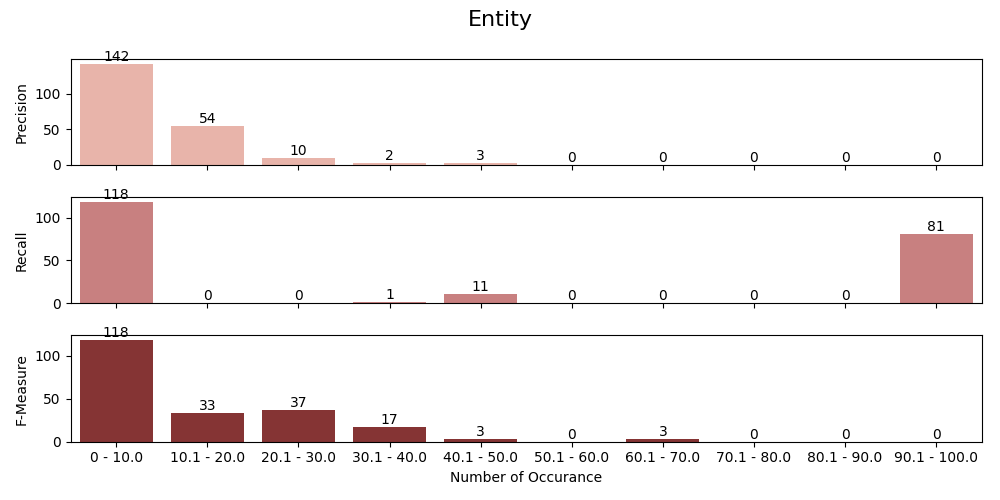 Entity
Precision
100
50
0
142
54
10
2
3
0
0
0
0
0
Recall
100
50
0
118
0
0
1
11
0
0
0
0
81
F-Measure
100
50
0
118
33
37
17
3
0
3
0
0
0
0 - 10.0
10.1 - 20.0
20.1 - 30.0
30.1 - 40.0
40.1 - 50.0
50.1 - 60.0
60.1 - 70.0
70.1 - 80.0
80.1 - 90.0
90.1 - 100.0
Number of Occurance